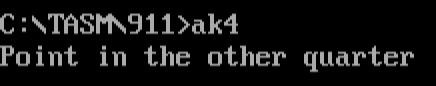 C:\TASM\911>ak4
Point in the other quarter